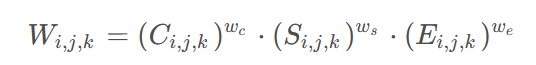 W_{i,j,k} = (C_{i,j,k})^{w_c} · (S_{i,j,k})^{w_s} · (E_{i,j,k})^{w_e}